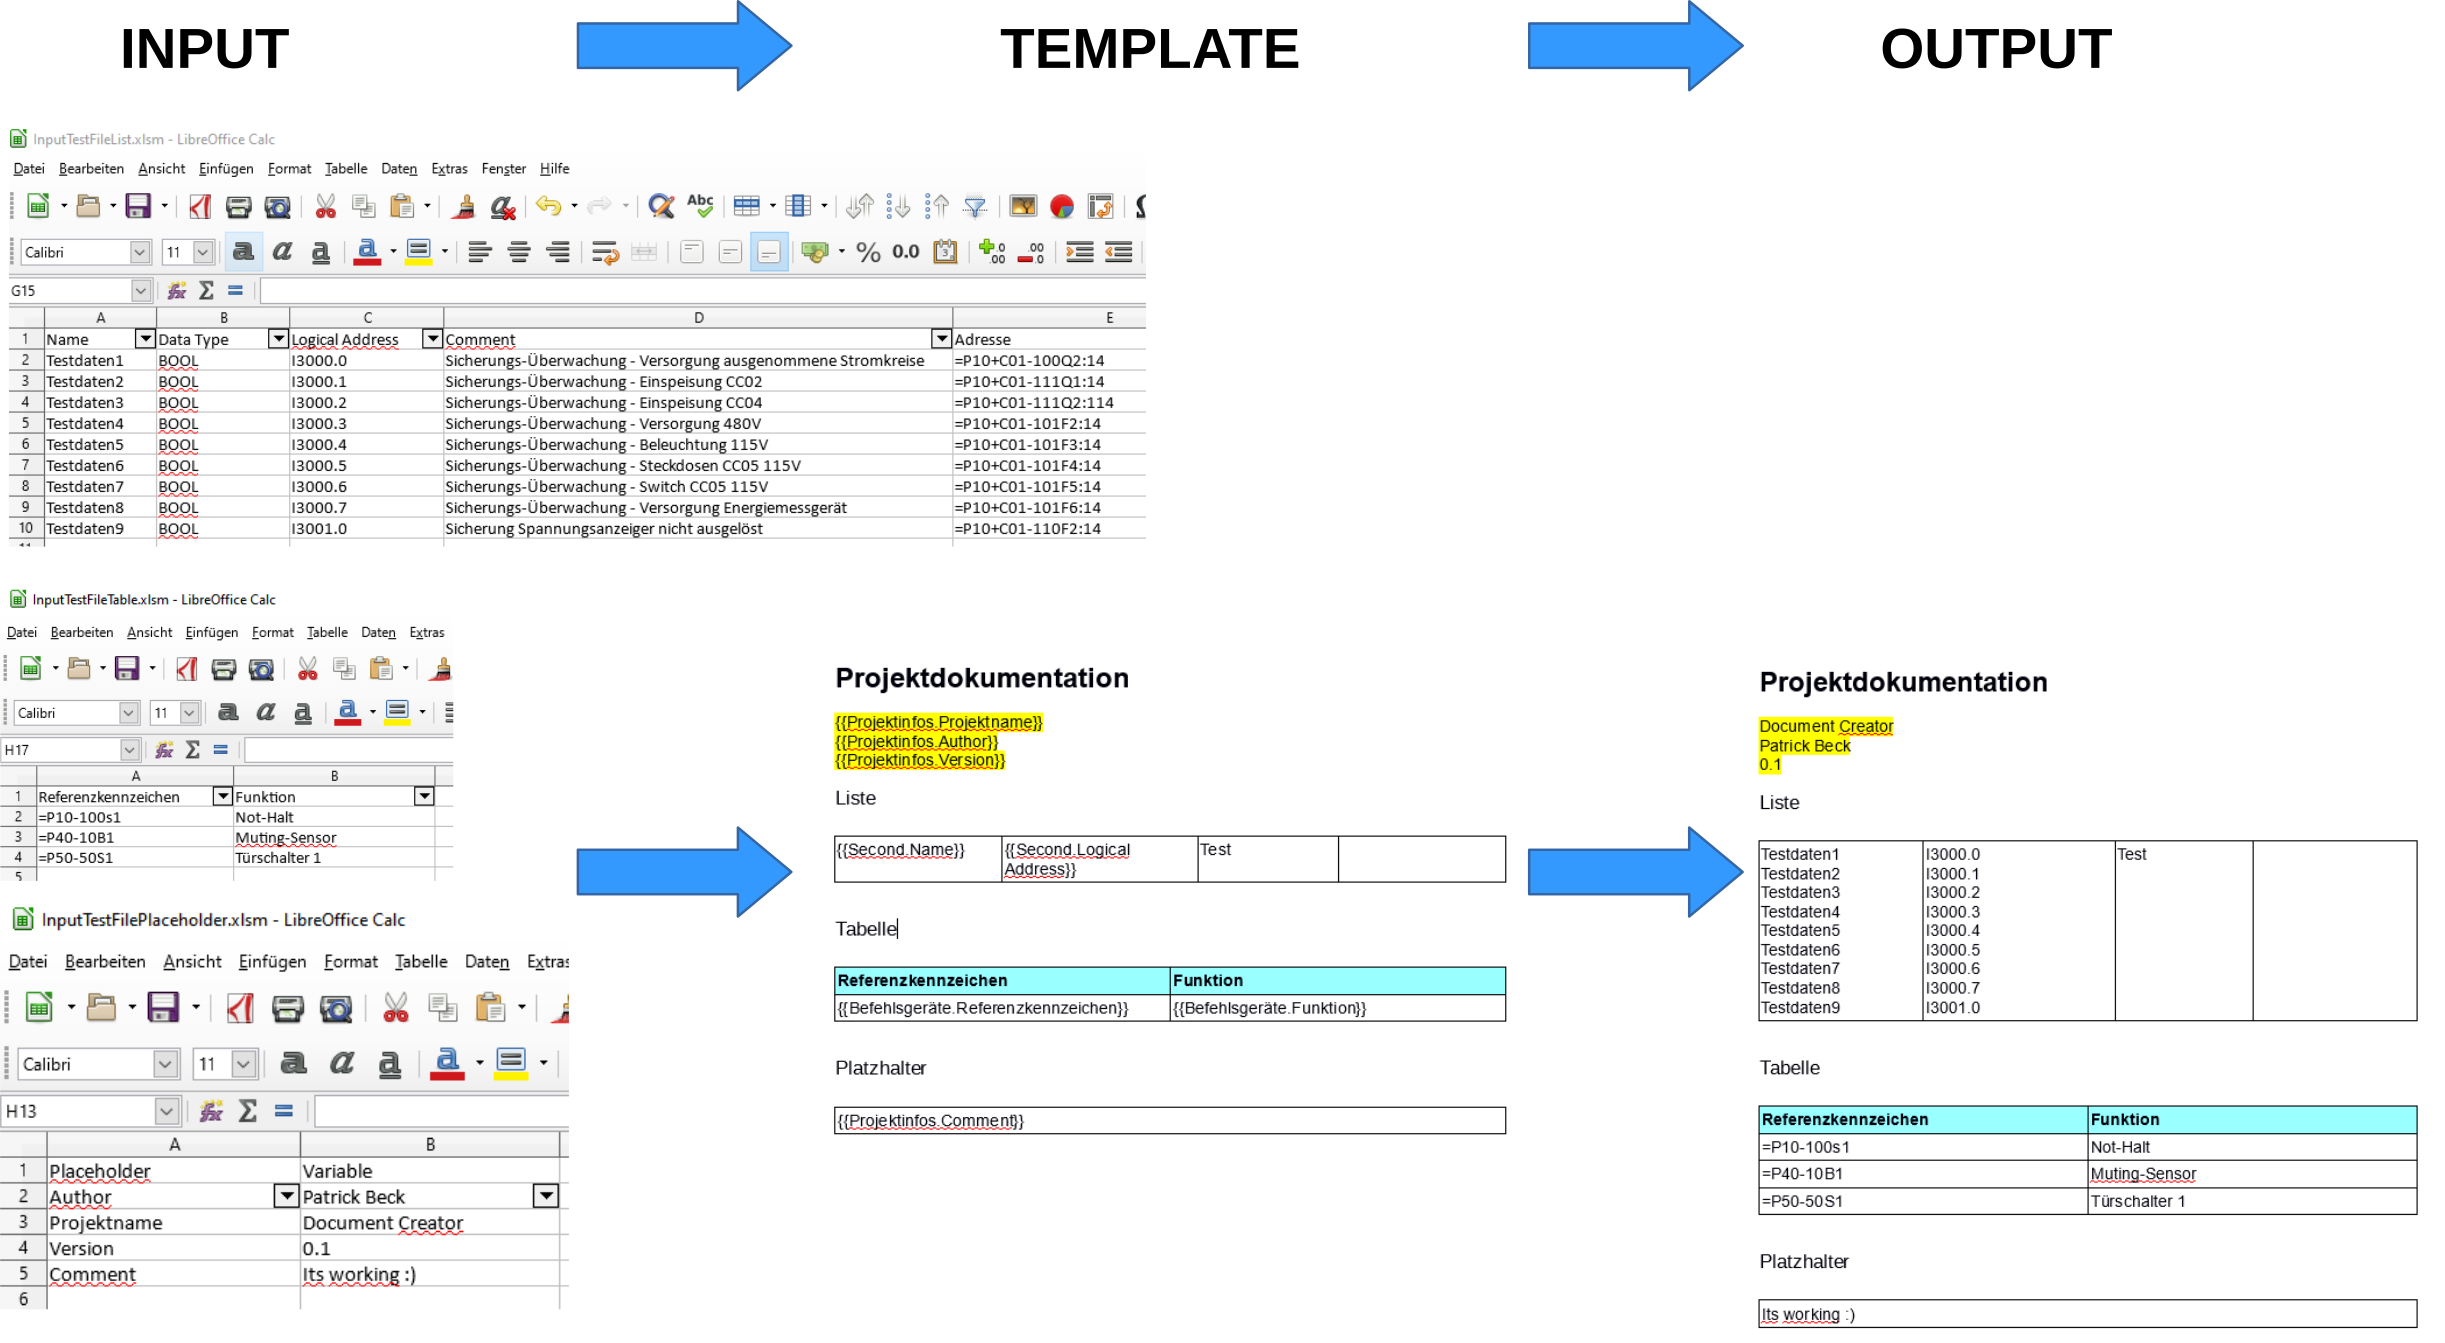 INPUT TEMPLATE OUTPUT
InputTestFileList.xlsm - LibreOffice Calc
Datei Bearbeiten Ansicht Einfügen Format Tabelle Daten Extras Fenster Hilfe
Abc
Calibri 11 a a a a % 0.0
G15
A B C D E
1 Name Data Type Logical Address Comment Adresse
2 Testdaten1 BOOL I3000.0 Sicherungs-Überwachung - Versorgung ausgenommene Stromkreise =P10+C01-100Q2:14
3 Testdaten2 BOOL I3000.1 Sicherungs-Überwachung - Einspeisung CC02 =P10+C01-111Q1:14
4 Testdaten3 BOOL I3000.2 Sicherungs-Überwachung - Einspeisung CC04 =P10+C01-111Q2:114
5 Testdaten4 BOOL I3000.3 Sicherungs-Überwachung - Versorgung 480V =P10+C01-101F2:14
6 Testdaten5 BOOL I3000.4 Sicherungs-Überwachung - Beleuchtung 115V =P10+C01-101F3:14
7 Testdaten6 BOOL I3000.5 Sicherungs-Überwachung - Steckdosen CC05 115V =P10+C01-101F4:14
8 Testdaten7 BOOL I3000.6 Sicherungs-Überwachung - Switch CC05 115V =P10+C01-101F5:14
9 Testdaten8 BOOL I3000.7 Sicherungs-Überwachung - Versorgung Energiemessgerät =P10+C01-101F6:14
10 Testdaten9 BOOL I3001.0 Sicherung Spannungsanzeiger nicht ausgelöst =P10+C01-110F2:14
InputTestFileTable.xlsm - LibreOffice Calc
Datei Bearbeiten Ansicht Einfügen Format Tabelle Daten Extras
Calibri 11 a a a a
H17
A B
1 Referenzkennzeichen Funktion
2 =P10-100s1 Not-Halt
3 =P40-10B1 Muting-Sensor
4 =P50-50S1 Türschalter 1
5
InputTestFilePlaceholder.xlsm - LibreOffice Calc
Datei Bearbeiten Ansicht Einfügen Format Tabelle Daten Extras
Calibri 11 a a a a
H13
A B
1 Placeholder Variable
2 Author Patrick Beck
3 Projektname Document Creator
4 Version 0.1
5 Comment Its working :)
6
Projektdokumentation
{{Projektinfos.Projektname}}
{{Projektinfos.Author}}
{{Projektinfos.Version}}
Liste
{{Second.Name}} {{Second.Logical Test
Address}}
Tabelle
Referenzkennzeichen Funktion
{{Befehlsgeräte.Referenzkennzeichen}} {{Befehlsgeräte.Funktion}}
Platzhalter
{{Projektinfos.Comment}}
Projektdokumentation
Document Creator
Patrick Beck
0.1
Liste
Testdaten1 I3000.0 Test
Testdaten2 I3000.1
Testdaten3 I3000.2
Testdaten4 I3000.3
Testdaten5 I3000.4
Testdaten6 I3000.5
Testdaten7 I3000.6
Testdaten8 I3000.7
Testdaten9 I3001.0
Tabelle
Referenzkennzeichen Funktion
=P10-100s1 Not-Halt
=P40-10B1 Muting-Sensor
=P50-50S1 Türschalter 1
Platzhalter
Its working :)